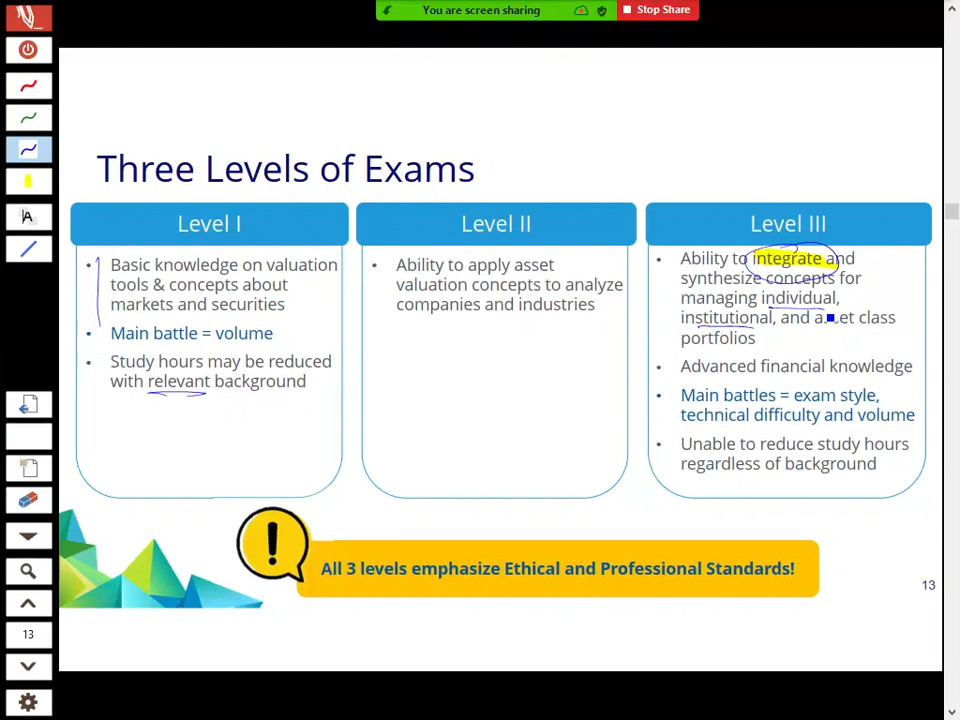 You are screen sharing
Stop Share
Three Levels of Exams
Level I
• Basic knowledge on valuation
tools & concepts about
markets and securities
• Main battle = volume
• Study hours may be reduced
with relevant background
Level II
• Ability to apply asset
valuation concepts to analyze
companies and industries
Level III
• Ability to integrate and
synthesize concepts for
managing individual,
institutional, and asset class
portfolios
• Advanced financial knowledge
• Main battles = exam style,
technical difficulty and volume
• Unable to reduce study hours
regardless of background
All 3 levels emphasize Ethical and Professional Standards!
13
A
13